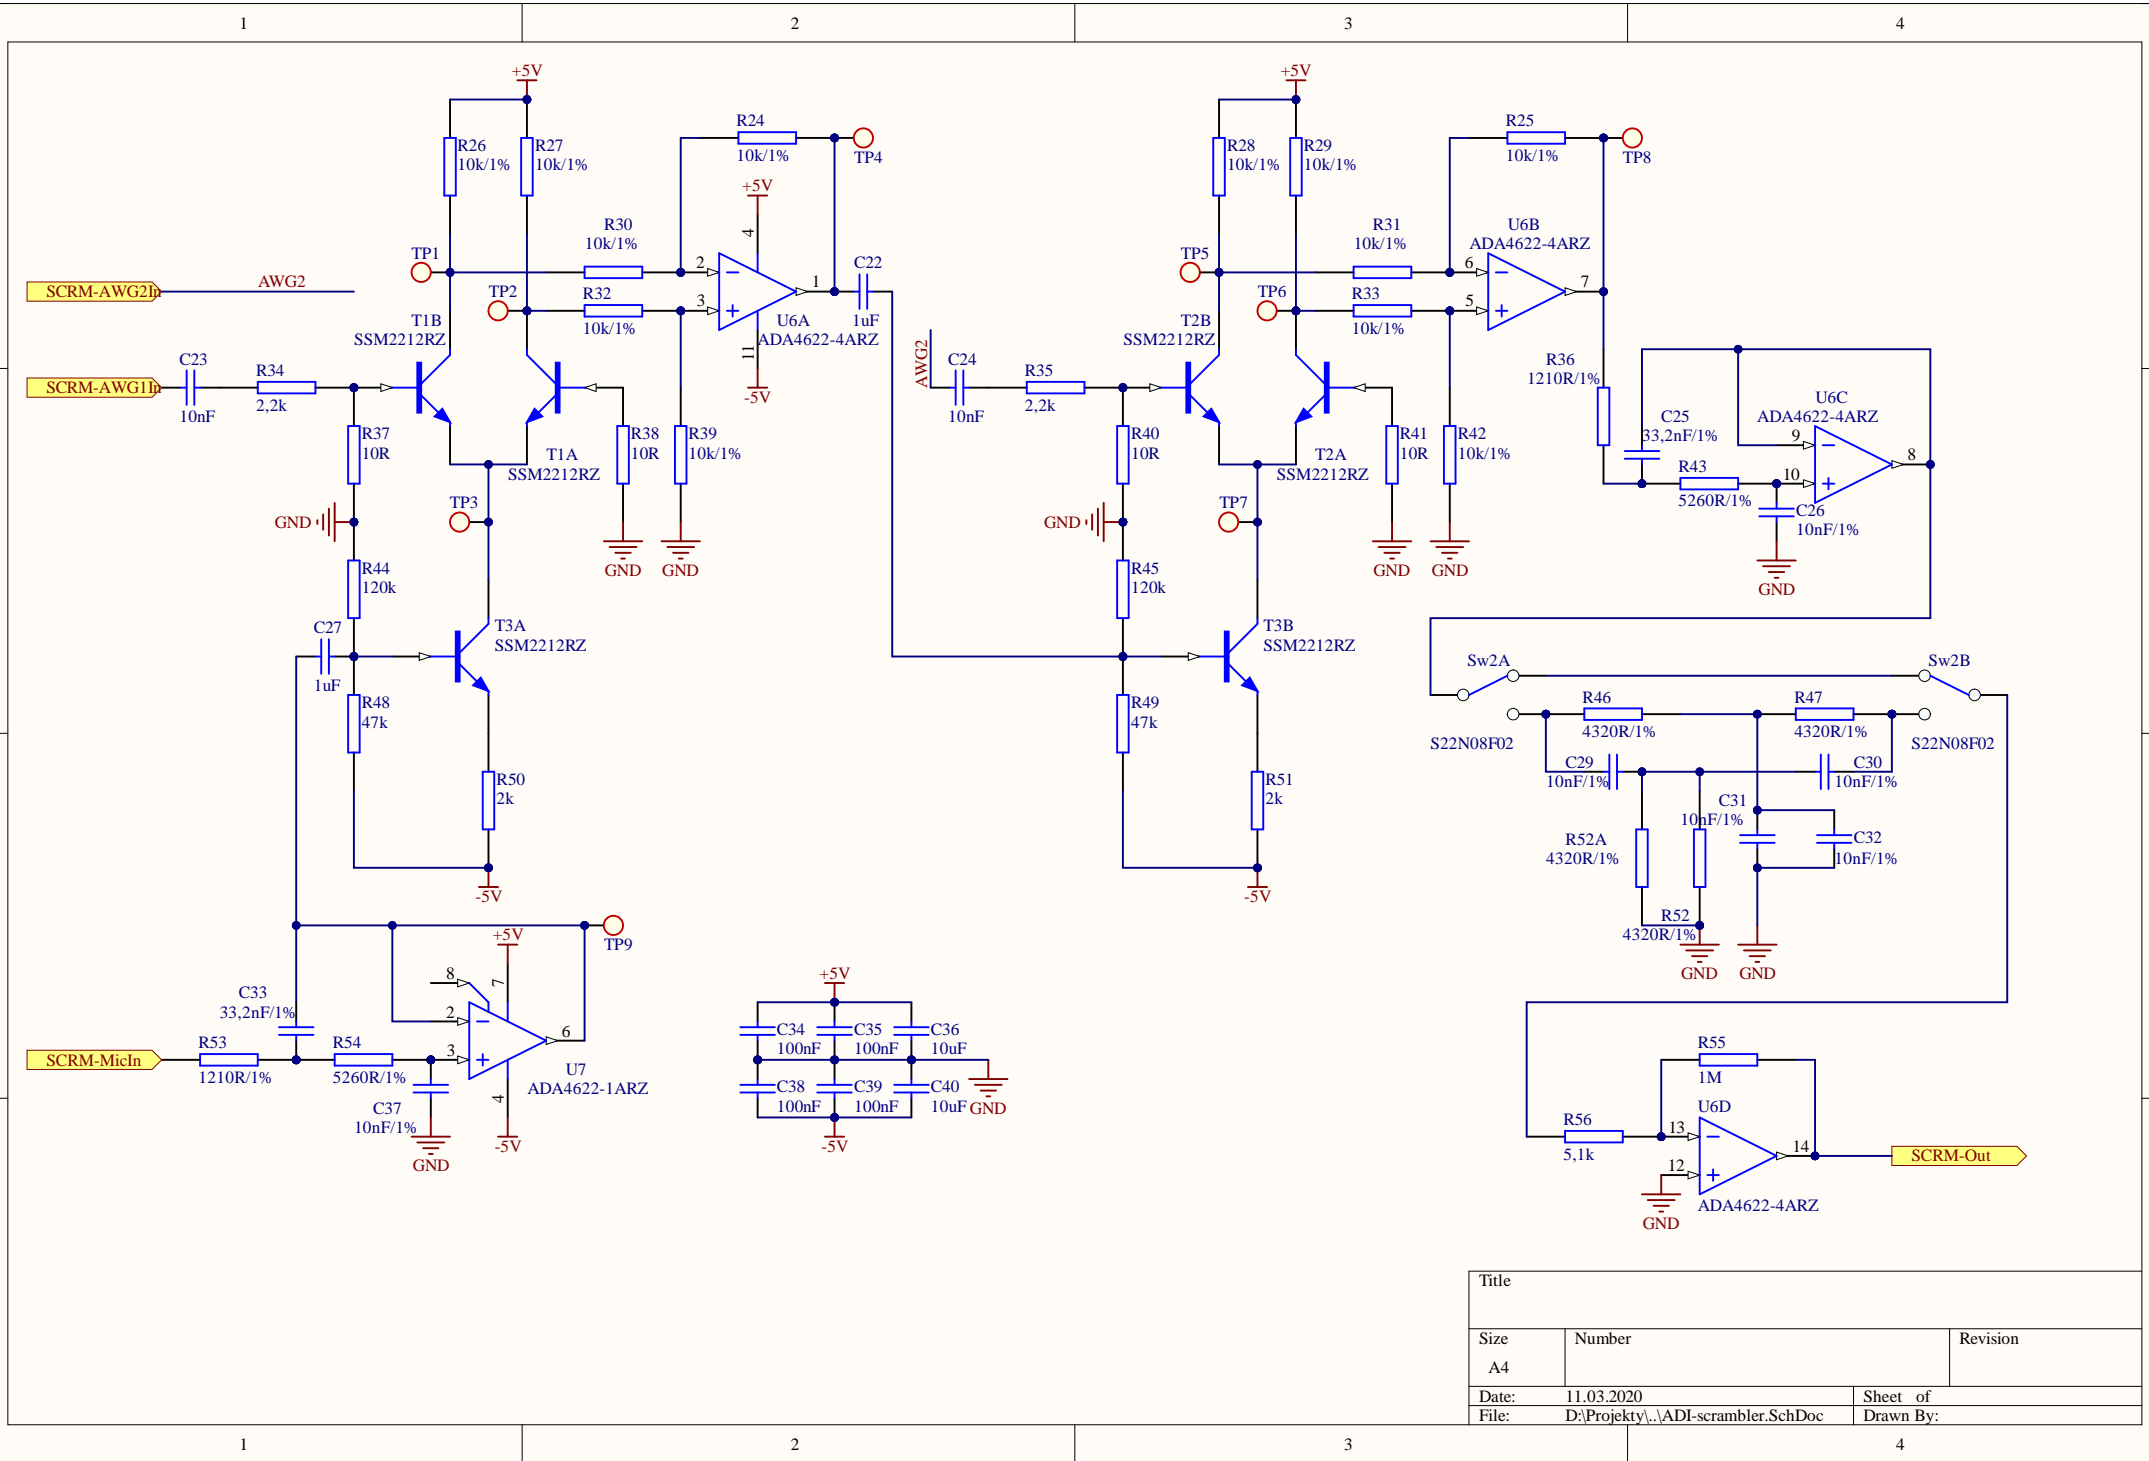 1
2
3
4
+5V
+5V
R24
10k/1%
TP4
R25
10k/1%
TP8
R26
10k/1%
R27
10k/1%
R28
10k/1%
R29
10k/1%
+5V
4
R30
10k/1%
R31
10k/1%
U6B
ADA4622-4ARZ
TP1
2
1
C22
1uF
TP5
6
7
SCRM-AWG2In
AWG2
TP2
R32
10k/1%
3
U6A
ADA4622-4ARZ
11
-5V
TP6
R33
10k/1%
5
T1B
SSM2212RZ
T2B
SSM2212RZ
AWG2
C23
10nF
SCRM-AWG1In
R34
2,2k
C24
10nF
R35
2,2k
R36
1210R/1%
C25
33,2nF/1%
U6C
ADA4622-4ARZ
9
8
10
R37
10R
T1A
SSM2212RZ
R38
10R
R39
10k/1%
R40
10R
T2A
SSM2212RZ
R41
10R
R42
10k/1%
R43
5260R/1%
C26
10nF/1%
GND
TP3
GND
TP7
GND
GND
GND
GND
GND
R44
120k
R45
120k
C27
1uF
T3A
SSM2212RZ
T3B
SSM2212RZ
Sw2A
Sw2B
R48
47k
R49
47k
R46
4320R/1%
R47
4320R/1%
S22N08F02
S22N08F02
R50
2k
R51
2k
C29
10nF/1%
C30
10nF/1%
C31
10nF/1%
C32
10nF/1%
R52A
4320R/1%
R52
4320R/1%
-5V
-5V
GND
GND
TP9
+5V
8
7
2
6
3
4
U7
ADA4622-1ARZ
-5V
C33
33,2nF/1%
SCRM-MicIn
R53
1210R/1%
R54
5260R/1%
C37
10nF/1%
GND
+5V
C34
100nF
C35
100nF
C36
10uF
C38
100nF
C39
100nF
C40
10uF
GND
-5V
R55
1M
U6D
R56
5,1k
13
14
12
SCRM-Out
GND
ADA4622-4ARZ
Title
Size
A4
Number
Revision
Date:
11.03.2020
Sheet of
File:
D:\Projekty\..\ADI-scrambler.SchDoc
Drawn By:
1
2
3
4